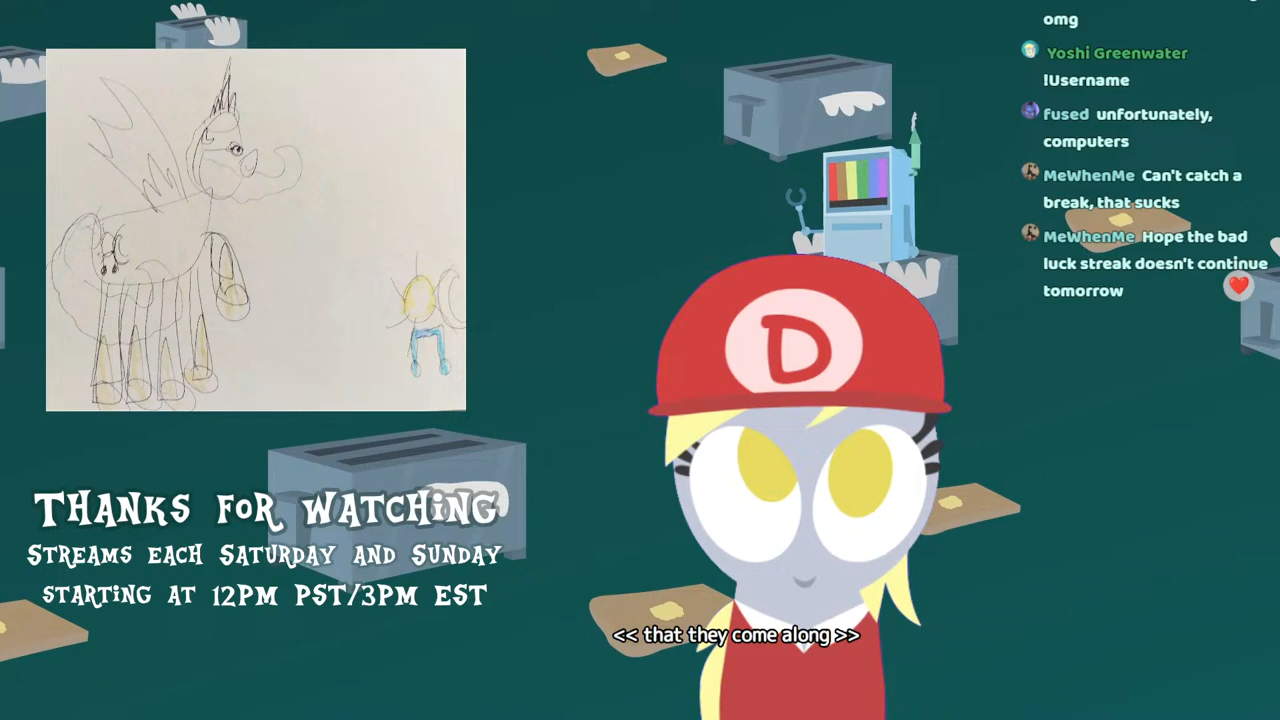 omg
Yoshi Greenwater
!Username
fused unfortunately,
computers
MeWhenMe Can't catch a
break, that sucks
MeWhenMe Hope the bad
luck streak doesn't continue
tomorrow
D
THANKS FOR WATCHING
STREAMS EACH SATURDAY AND SUNDAY
STARTING AT 12PM PST/3PM EST
<< that they come along >>